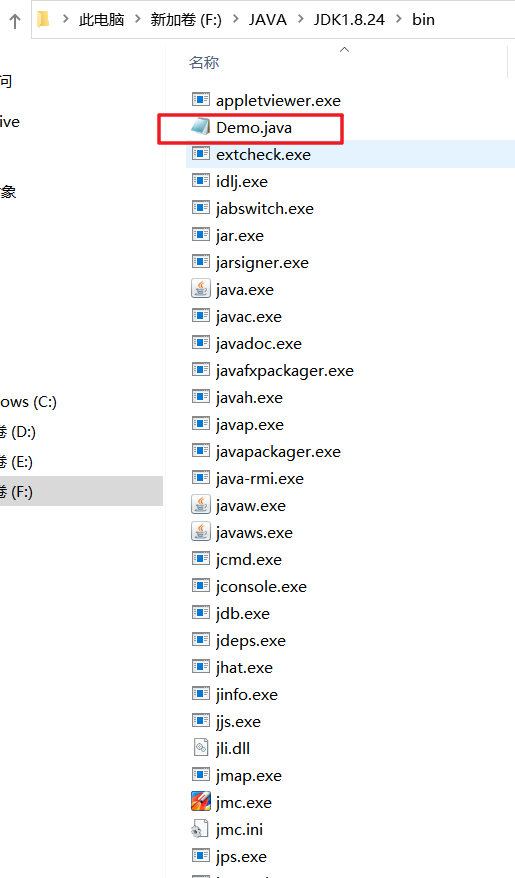 此电脑 > 新加卷 (F:) > JAVA > JDK1.8.24 > bin
名称
问
ive
对象
ows (C:)
卷 (D:)
卷 (E:)
卷 (F:)
appletviewer.exe
Demo.java
extcheck.exe
idlj.exe
jabswitch.exe
jar.exe
jarsigner.exe
java.exe
javac.exe
javadoc.exe
javafxpackager.exe
javah.exe
javap.exe
javapackager.exe
java-rmi.exe
javaw.exe
javaws.exe
jcmd.exe
jconsole.exe
jdb.exe
jdeps.exe
jhat.exe
jinfo.exe
jjs.exe
jli.dll
jmap.exe
jmc.exe
jmc.ini
jps.exe